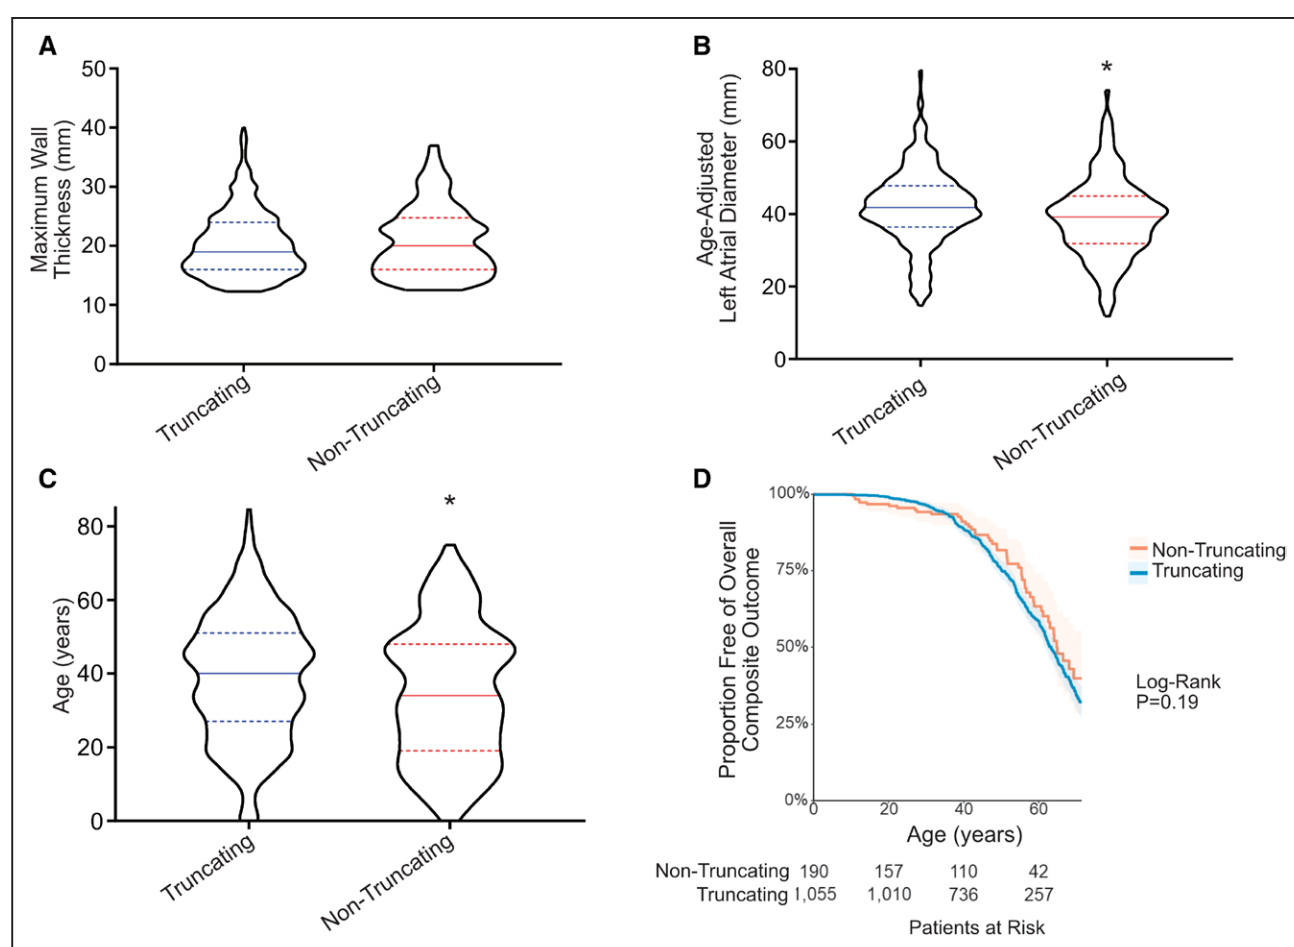 A
Maximum Wall
Thickness (mm)
50
40
30
20
10
0
Truncating
Non-Truncating
B
*
Age-Adjusted
Left Atrial Diameter (mm)
80
60
40
20
0
Truncating
Non-Truncating
C
*
Age (years)
80
60
40
20
0
Truncating
Non-Truncating
D
Proportion Free of Overall
Composite Outcome
100%
75%
50%
25%
0%
0 20 40 60
Age (years)
Non-Truncating
Truncating
Log-Rank
P=0.19
Non-Truncating 190 157 110 42
Truncating 1,055 1,010 736 257
Patients at Risk